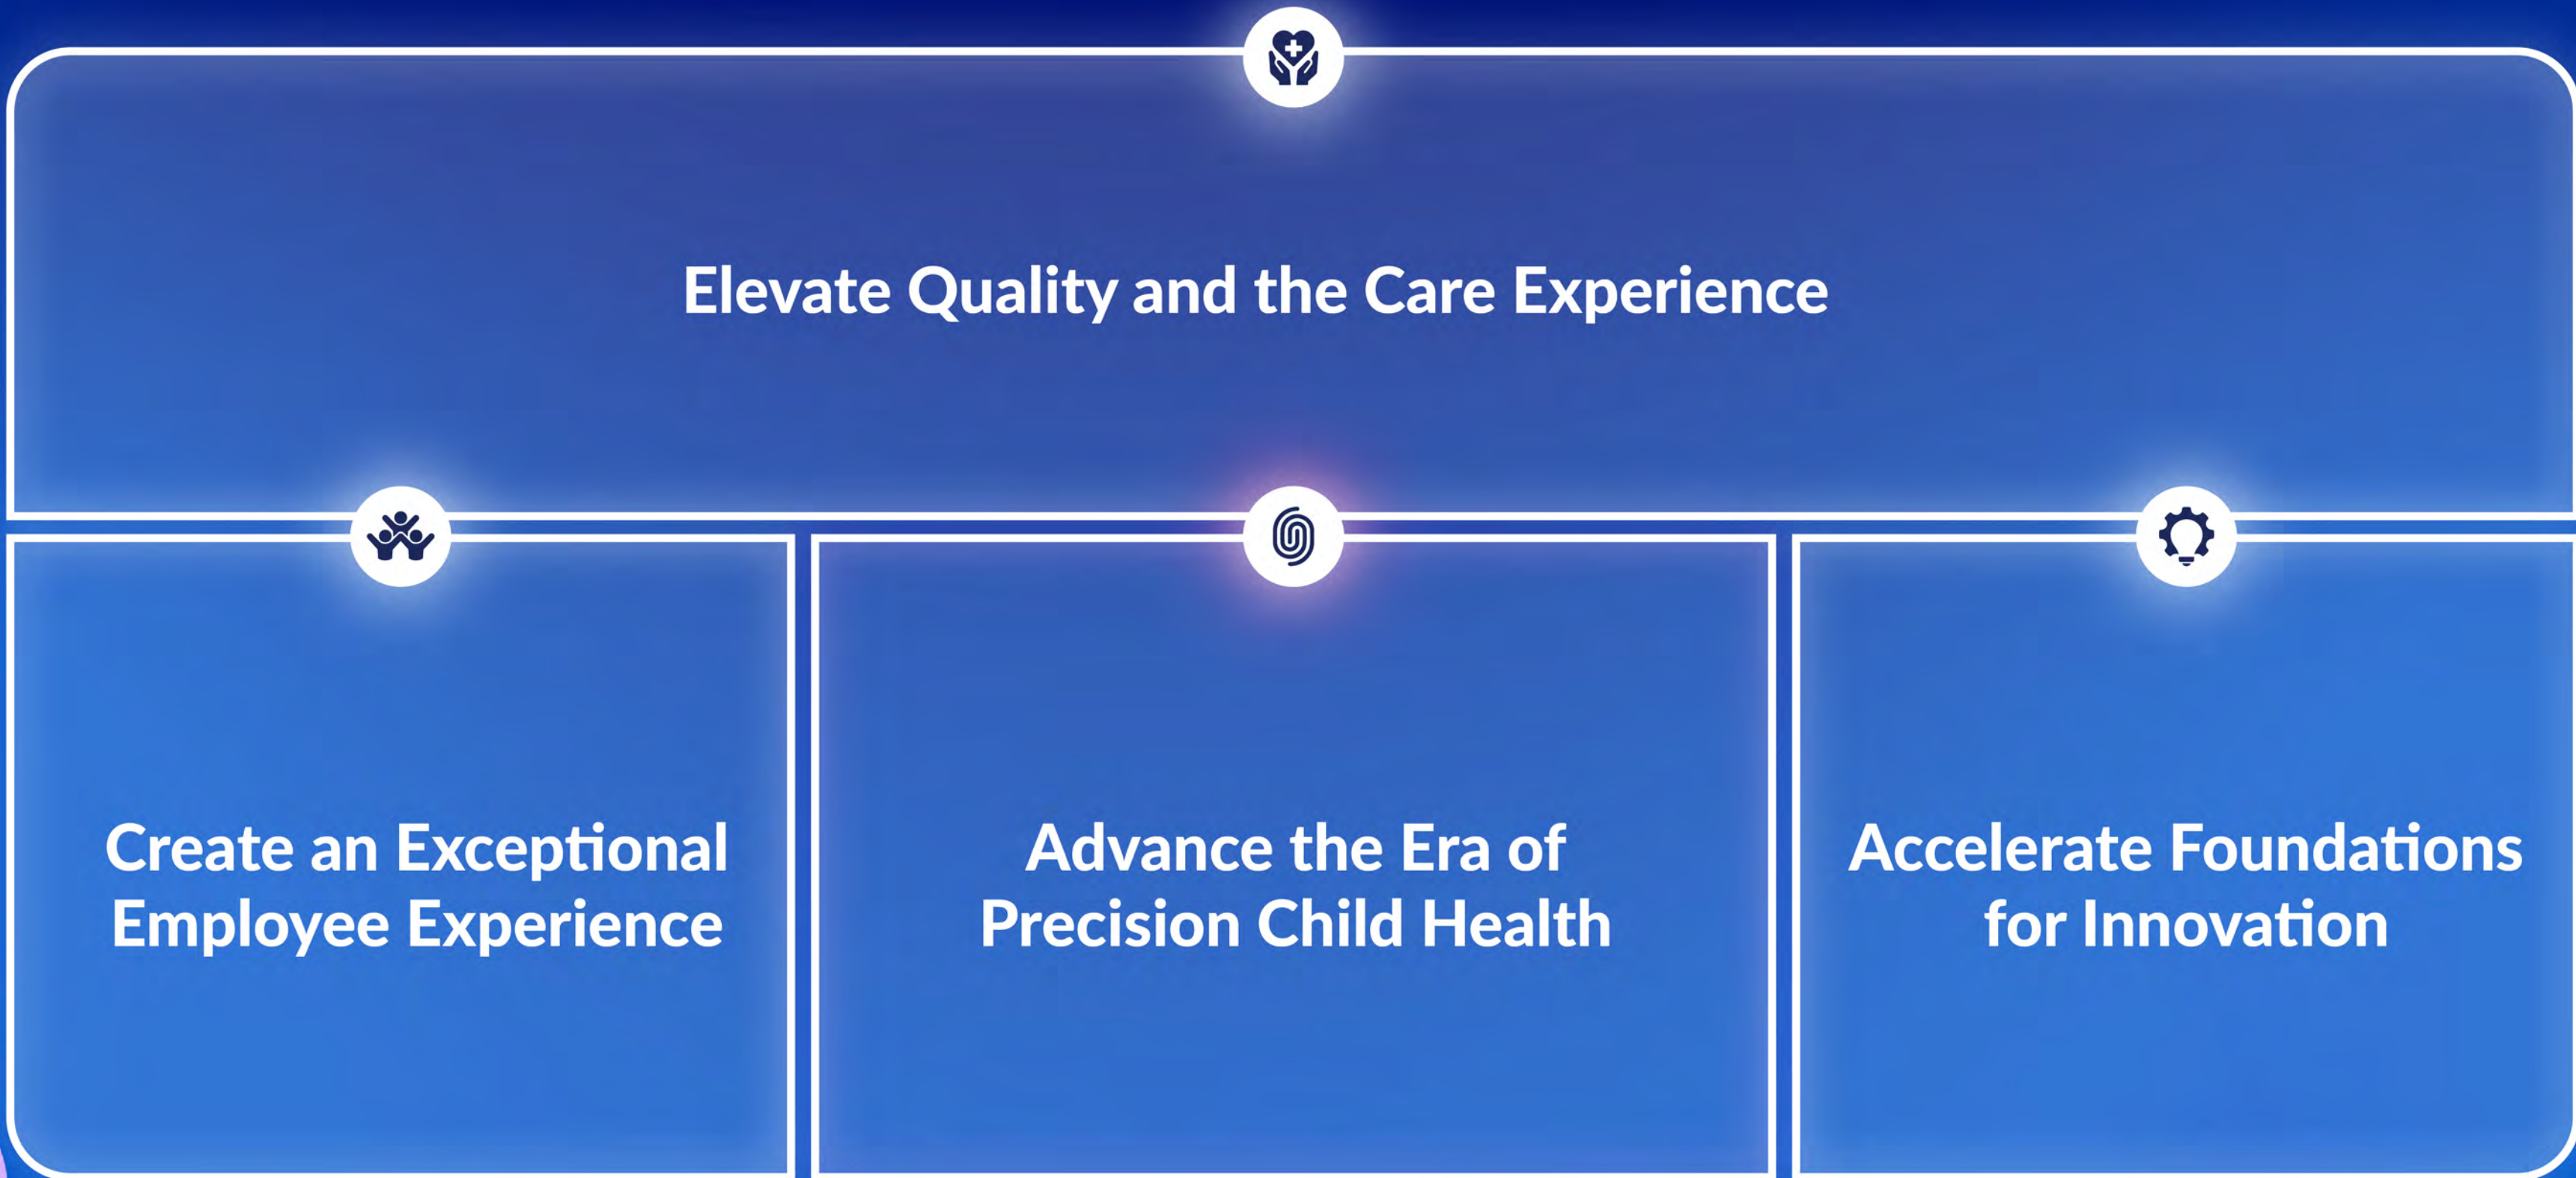 Elevate Quality and the Care Experience
Create an Exceptional
Employee Experience
Advance the Era of
Precision Child Health
Accelerate Foundations
for Innovation